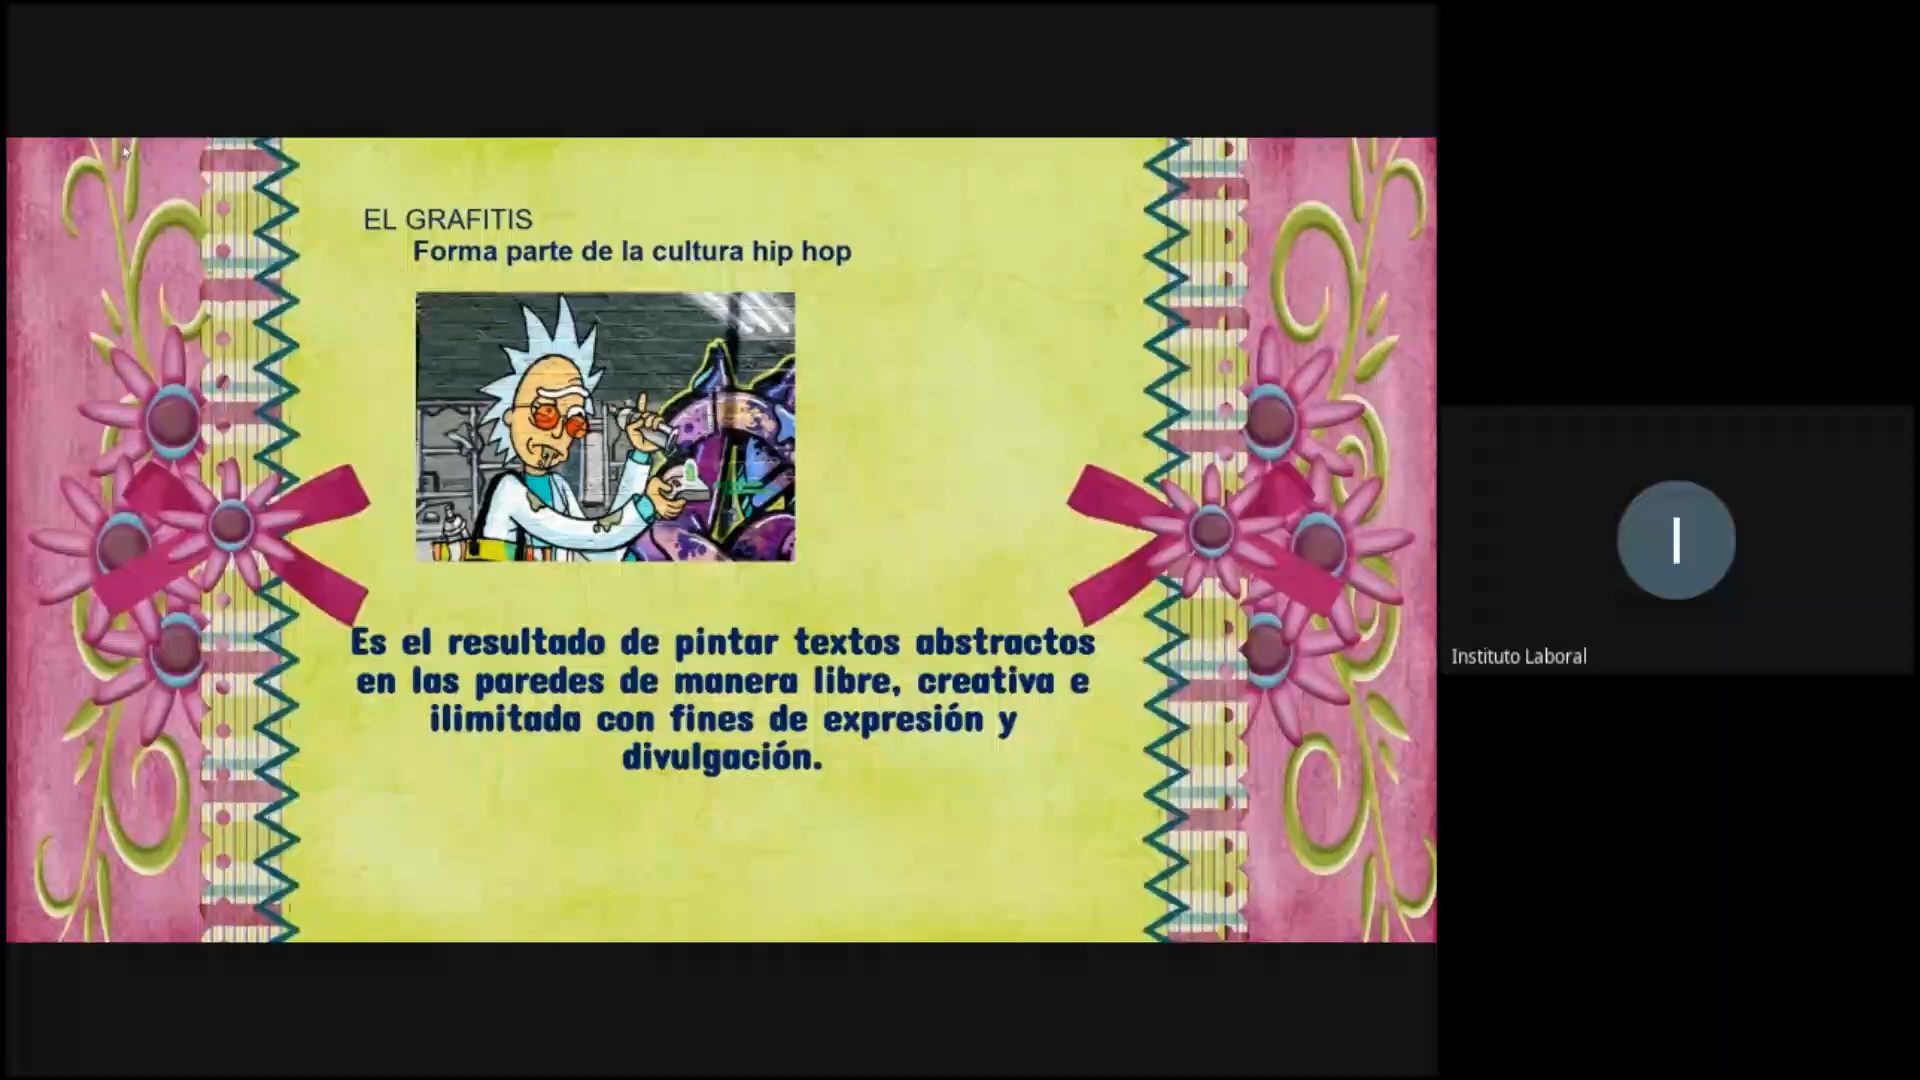 EL GRAFITIS
Forma parte de la cultura hip hop
Es el resultado de pintar textos abstractos
en las paredes de manera libre, creativa e
ilimitada con fines de expresión y
divulgación.
I
Instituto Laboral